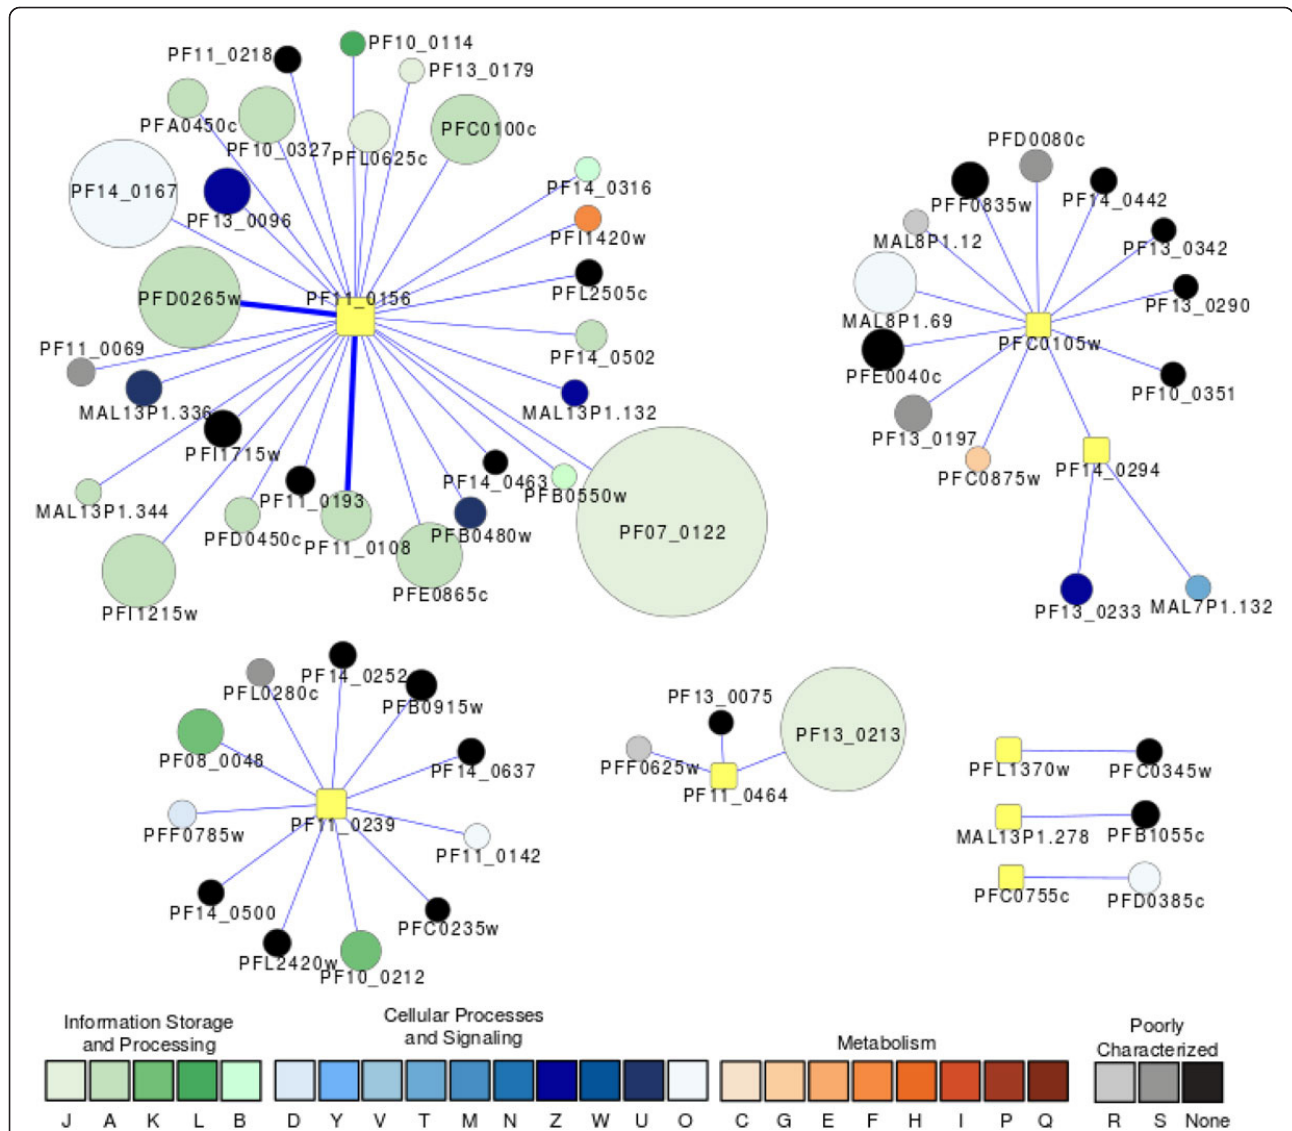 PF11_0218
PF10_0114
PF13_0179
PFA0450c
PF10_0327
PFL0625c
PFC0100c
PF14_0167
PF13_0096
PF14_0316
PFI1420w
PFD0265w
PF11_0156
PFL2505c
PF11_0069
PF14_0502
MAL13P1.336
MAL13P1.132
PFI1715w
PF14_0463
PFB0550w
MAL13P1.344
PF11_0193
PFD0450c
PF11_0108
PFB0480w
PF07_0122
PFI1215w
PFE0865c
PFD0080c
PFF0835w
PF14_0442
MAL8P1.12
PF13_0342
MAL8P1.69
PF13_0290
PFC0105w
PFE0040c
PF10_0351
PF13_0197
PFC0875w
PF14_0294
PF13_0233
MAL7P1.132
PFL0280c
PF14_0252
PFB0915w
PF08_0048
PF14_0637
PFF0785w
PF11_0239
PF11_0142
PF14_0500
PFC0235w
PFL2420w
PF10_0212
PF13_0075
PF13_0213
PFF0625w
PF11_0464
PFL1370w
PFC0345w
MAL13P1.278
PFB1055c
PFC0755c
PFD0385c
Information Storage
and Processing
Cellular Processes
and Signaling
Metabolism
Poorly
Characterized
J A K L B D Y V T M N Z W U O C G E F H I P Q R S None